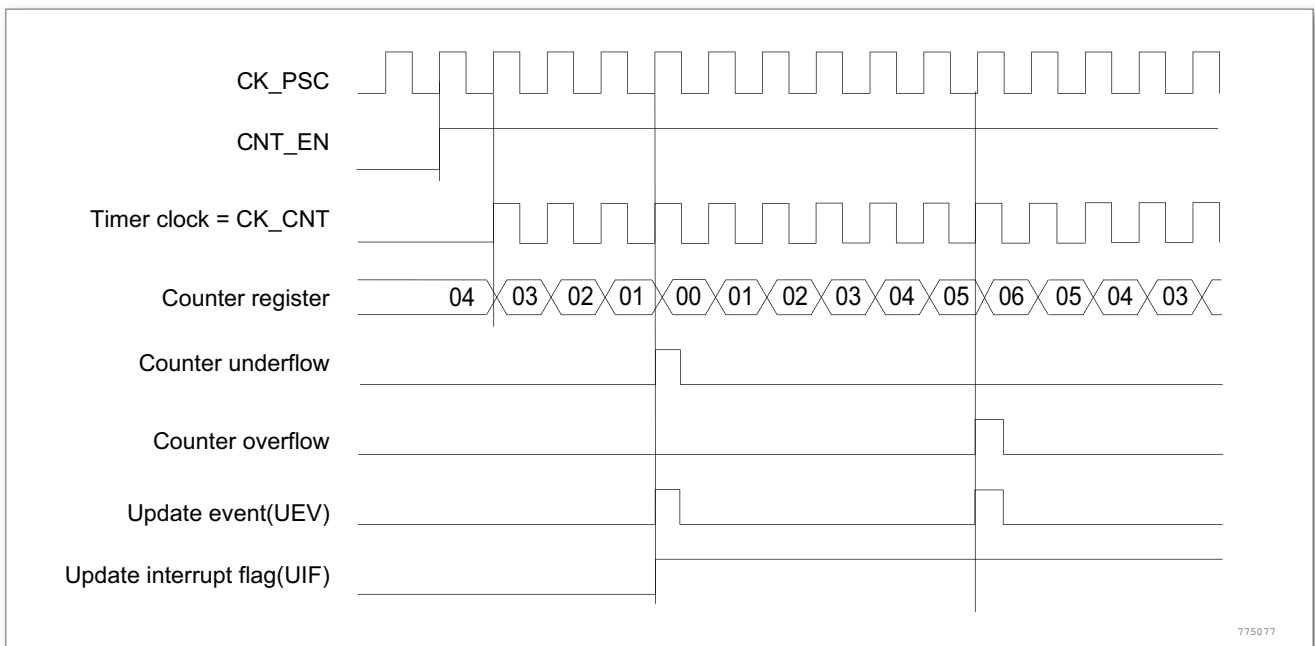 CK_PSC
CNT_EN
Timer clock = CK_CNT
Counter register 04 03 02 01 00 01 02 03 04 05 06 05 04 03
Counter underflow
Counter overflow
Update event(UEV)
Update interrupt flag(UIF)
775077